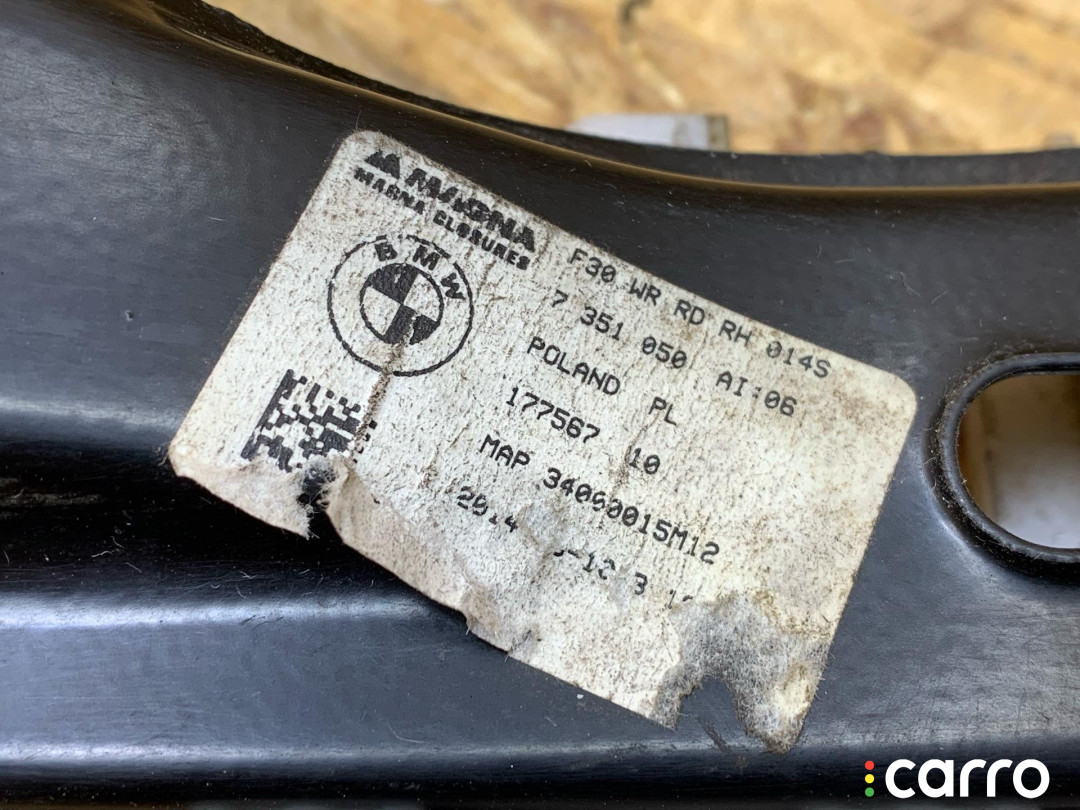 MAGNA
MAGNA CLOSURES
BMW
F30 WR RD RH 014S
7 351 050 AI:06
POLAND PL
177567 10
MAP 34090015M12
2014
carro